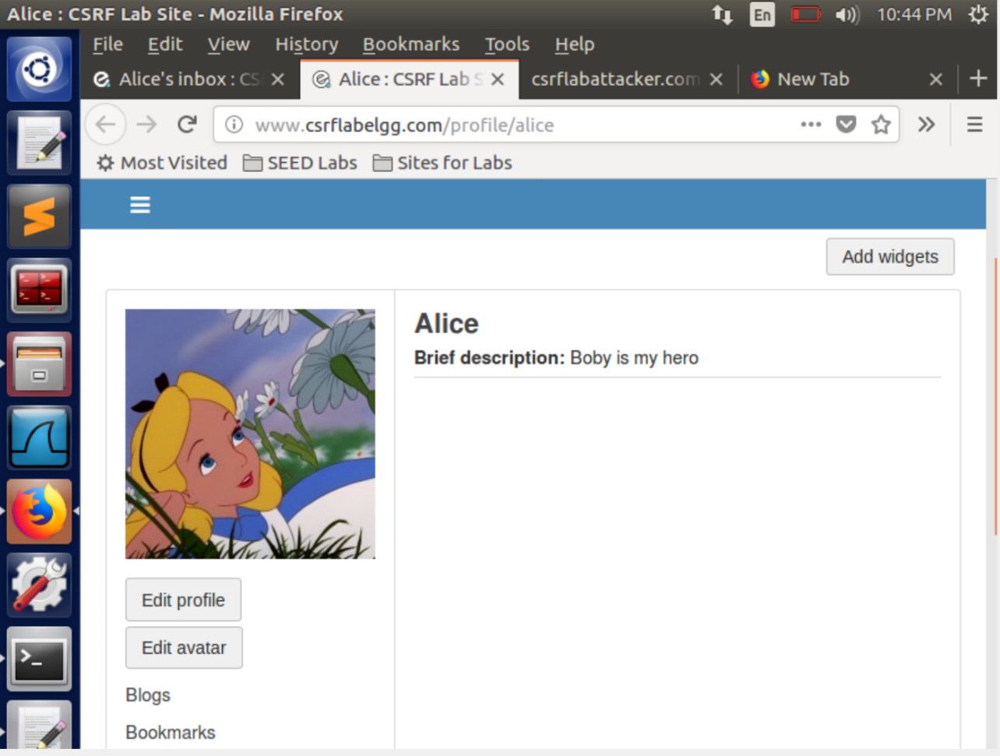 Alice : CSRF Lab Site - Mozilla Firefox
En
10:44 PM
File Edit View History Bookmarks Tools Help
Alice's inbox : CS
Alice : CSRF Lab S
csrflabattacker.com
New Tab
www.csrflabelgg.com/profile/alice
Most Visited SEED Labs Sites for Labs
Add widgets
Alice
Brief description: Boby is my hero
Edit profile
Edit avatar
Blogs
Bookmarks